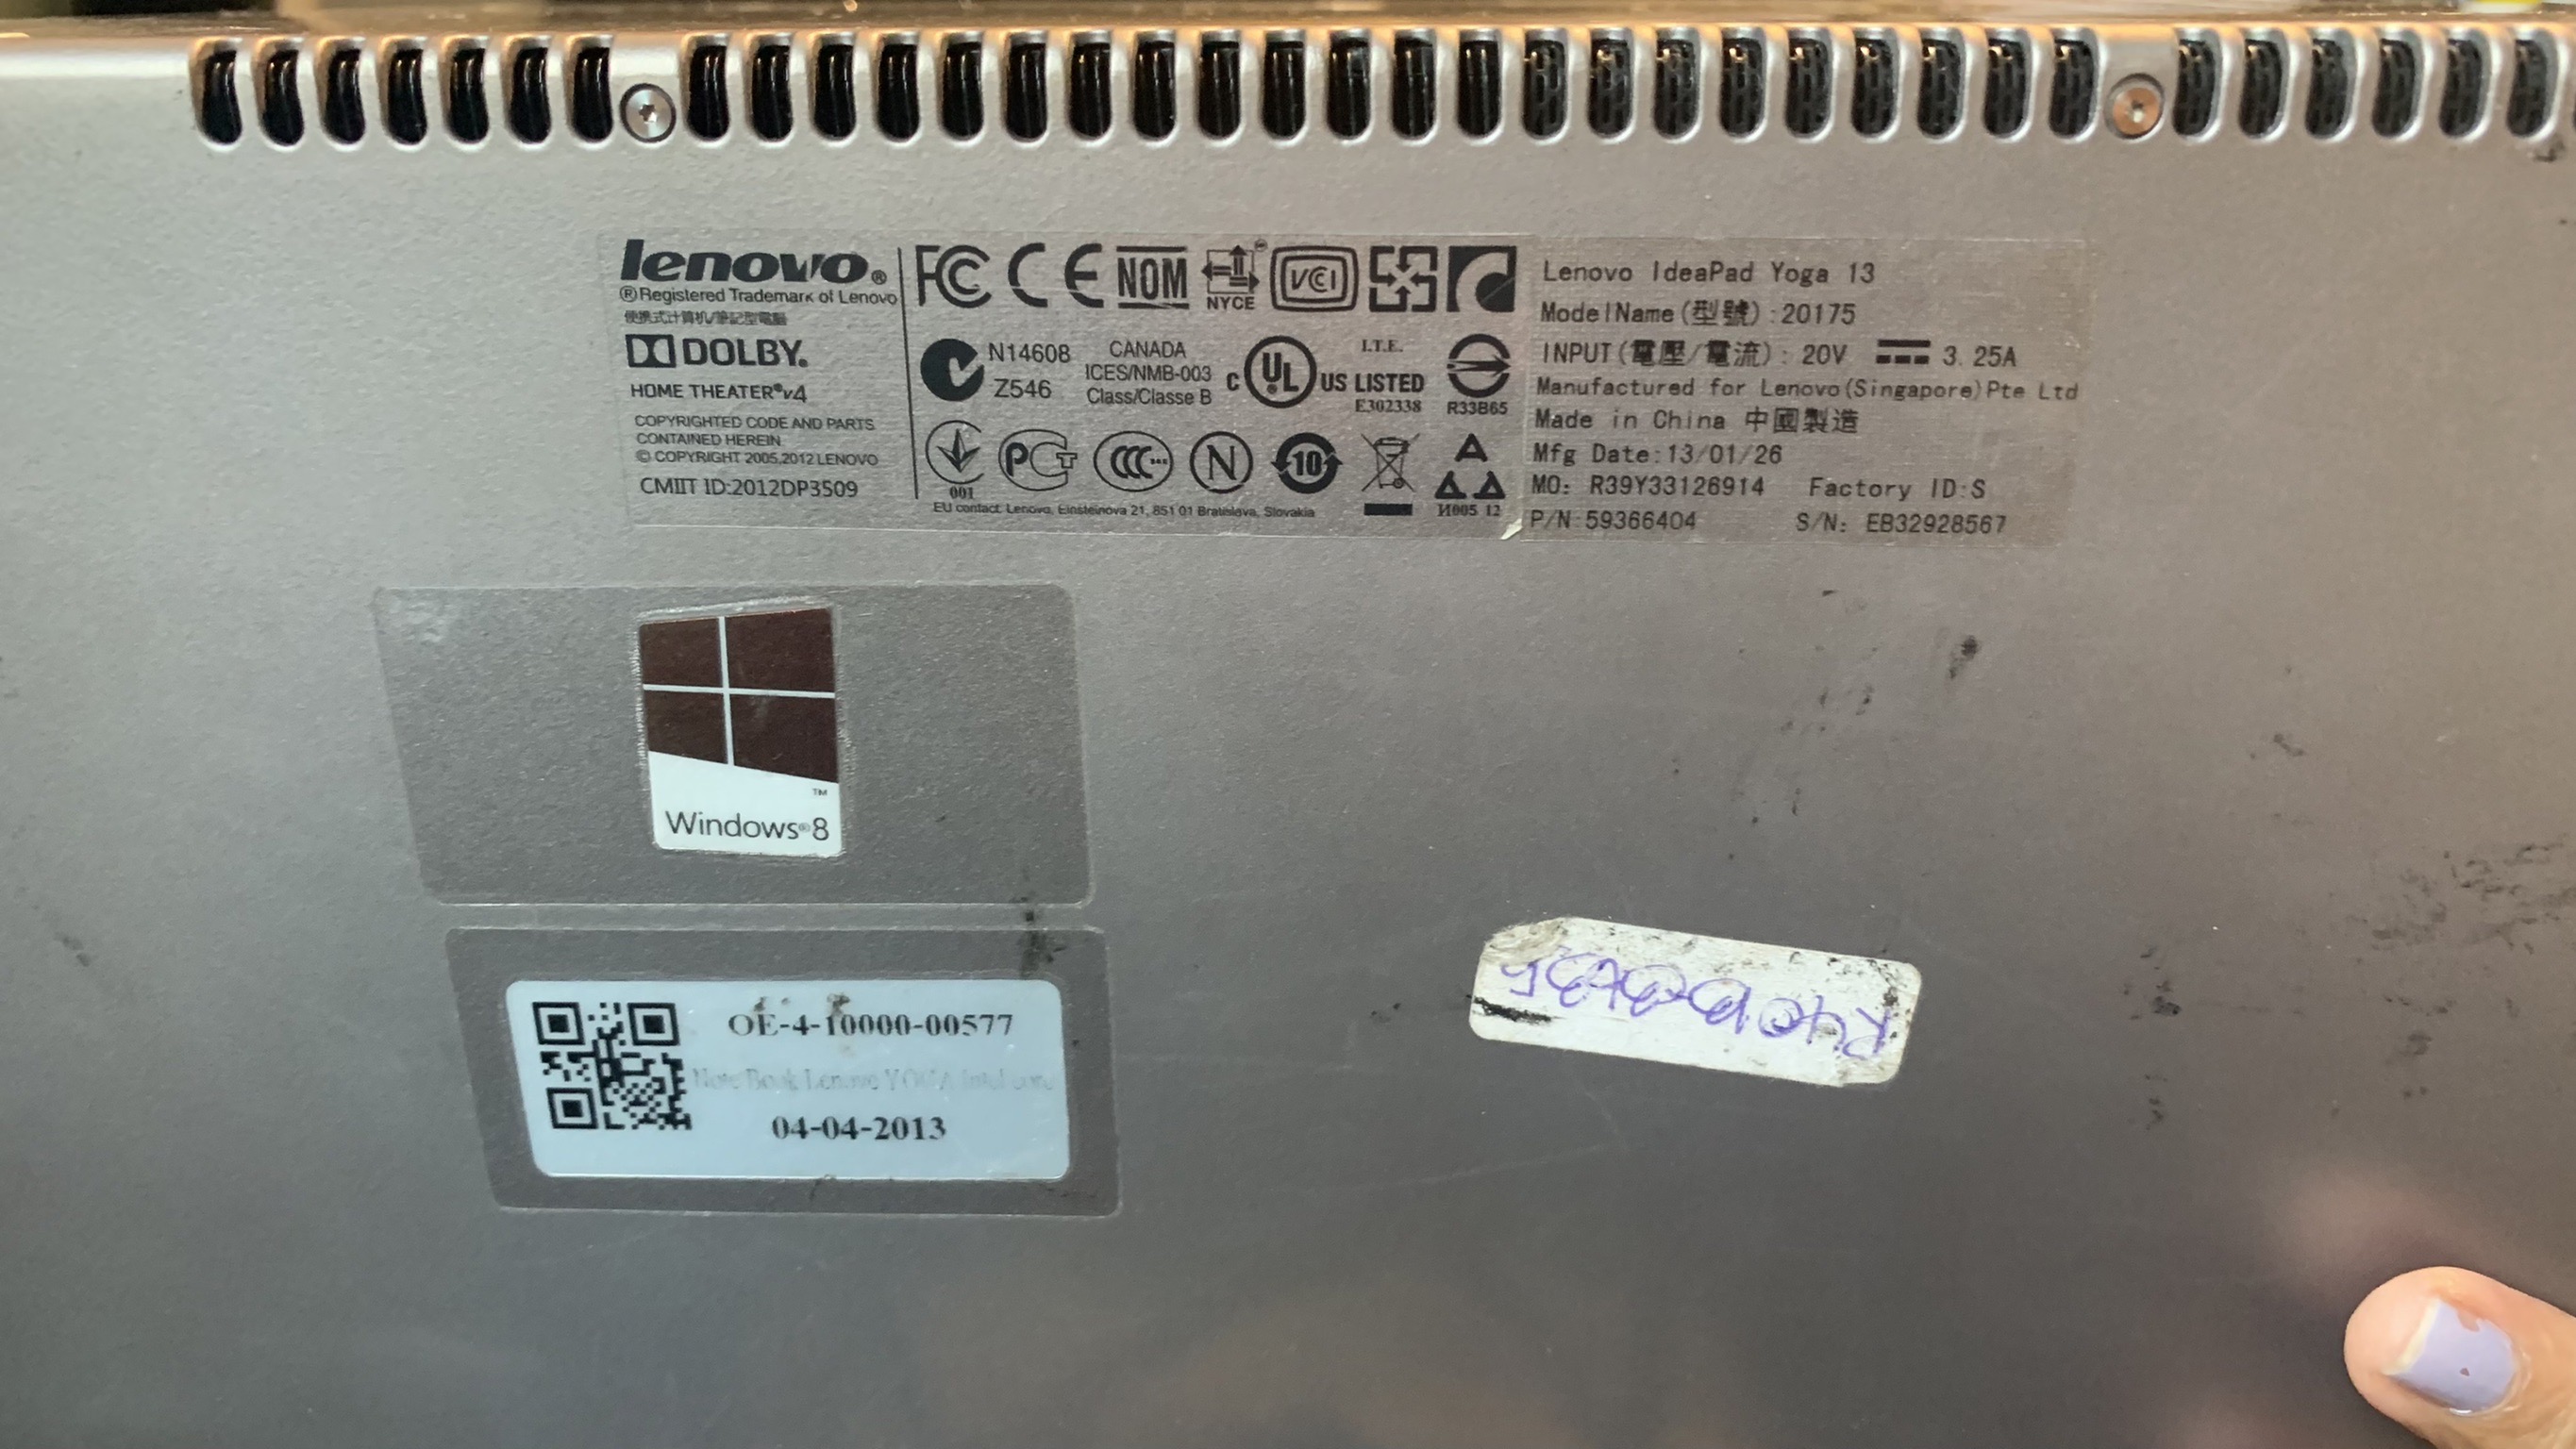 lenovo®
®Registered Trademark of Lenovo
便携式计算机/筆記型電腦
DOLBY®
HOME THEATER®v4
COPYRIGHTED CODE AND PARTS
CONTAINED HEREIN
© COPYRIGHT 2005,2012 LENOVO
CMIIT ID:2012DP3509
FC CE NOM NYCE VCCI
N14608
Z546
CANADA
ICES/NMB-003
Class/Classe B
C UL US LISTED
I.T.E.
E302338
R33B65
001
PCT CCC N 10
И005 12
EU contact: Lenovo, Einsteinova 21, 851 01 Bratislava, Slovakia
Lenovo IdeaPad Yoga 13
ModelName(型號):20175
INPUT(電壓/電流): 20V 3.25A
Manufactured for Lenovo(Singapore)Pte Ltd
Made in China 中國製造
Mfg Date:13/01/26
MO: R39Y33126914 Factory ID:S
P/N:59366404 S/N: EB32928567
Windows®8
TM
OE-4-10000-00577
Note Book Lenovo YOGA Intel core
04-04-2013